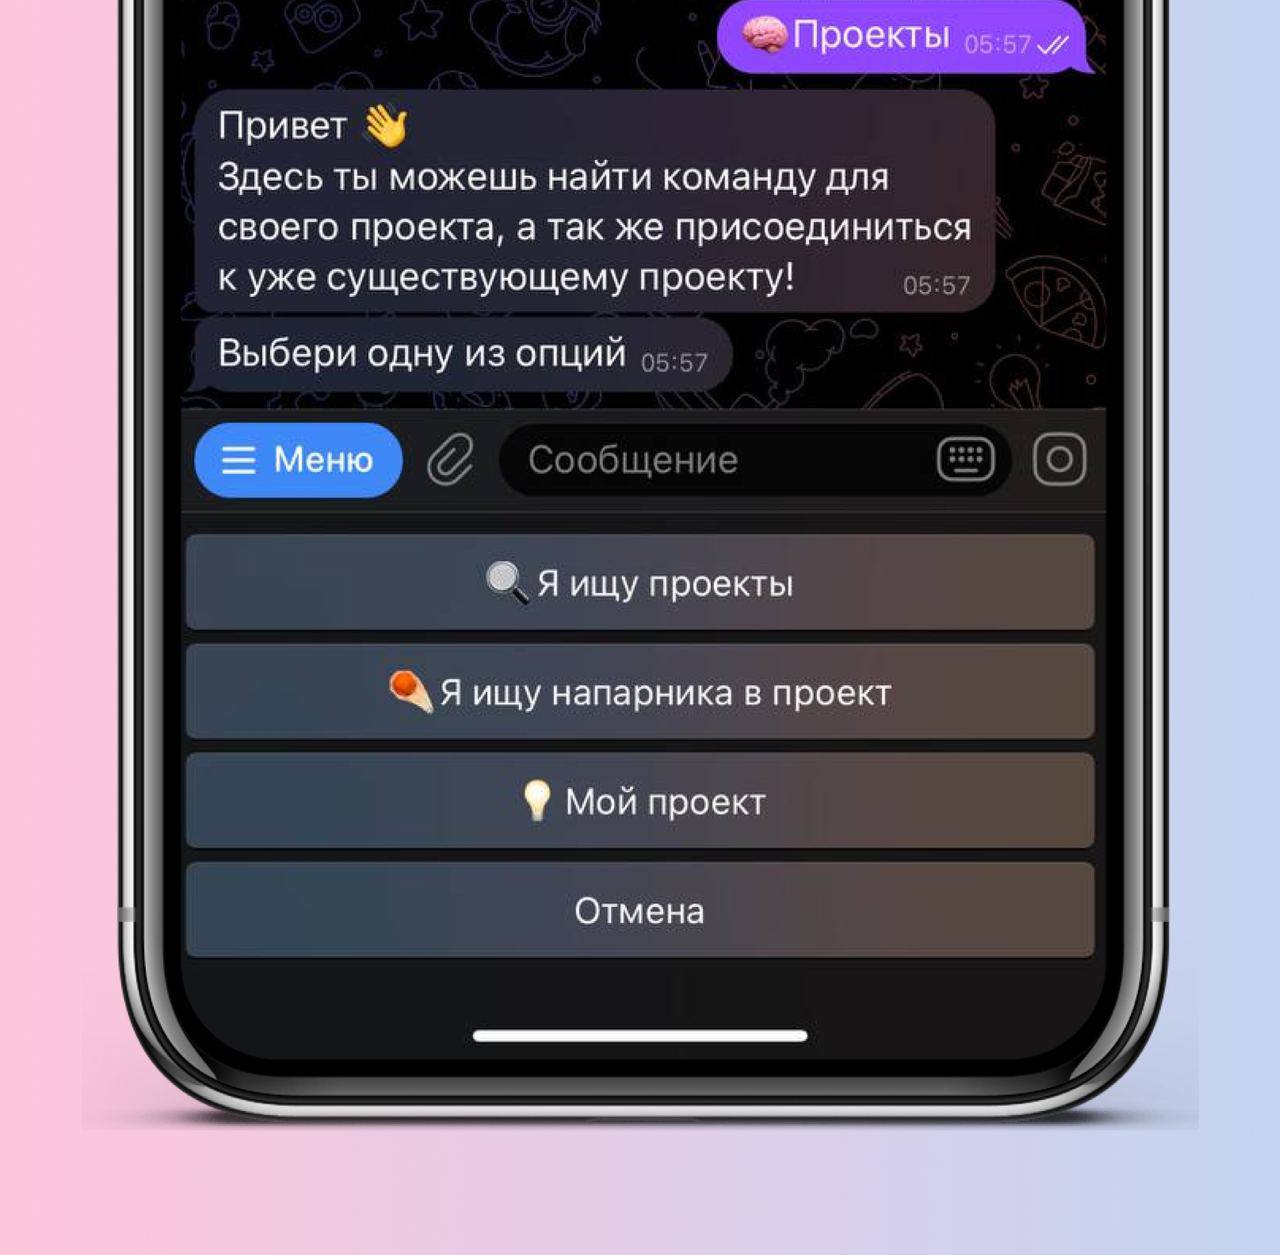 🧠Проекты 05:57
Привет 👋
Здесь ты можешь найти команду для
своего проекта, а так же присоединиться
к уже существующему проекту! 05:57
Выбери одну из опций 05:57
Меню Сообщение
🔍Я ищу проекты
Я ищу напарника в проект
💡 Мой проект
Отмена